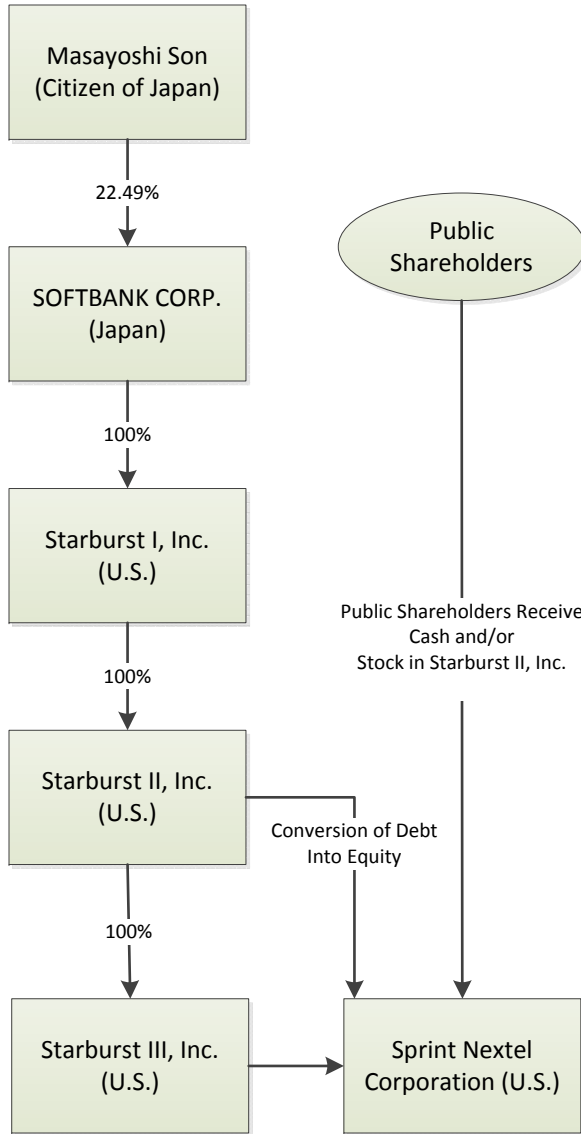 Masayoshi Son
(Citizen of Japan)
22.49%
SOFTBANK CORP.
(Japan)
Public
Shareholders
100%
Starburst I, Inc.
(U.S.)
Public Shareholders Receive
Cash and/or
Stock in Starburst II, Inc.
100%
Starburst II, Inc.
(U.S.)
Conversion of Debt
Into Equity
100%
Starburst III, Inc.
(U.S.)
Sprint Nextel
Corporation (U.S.)